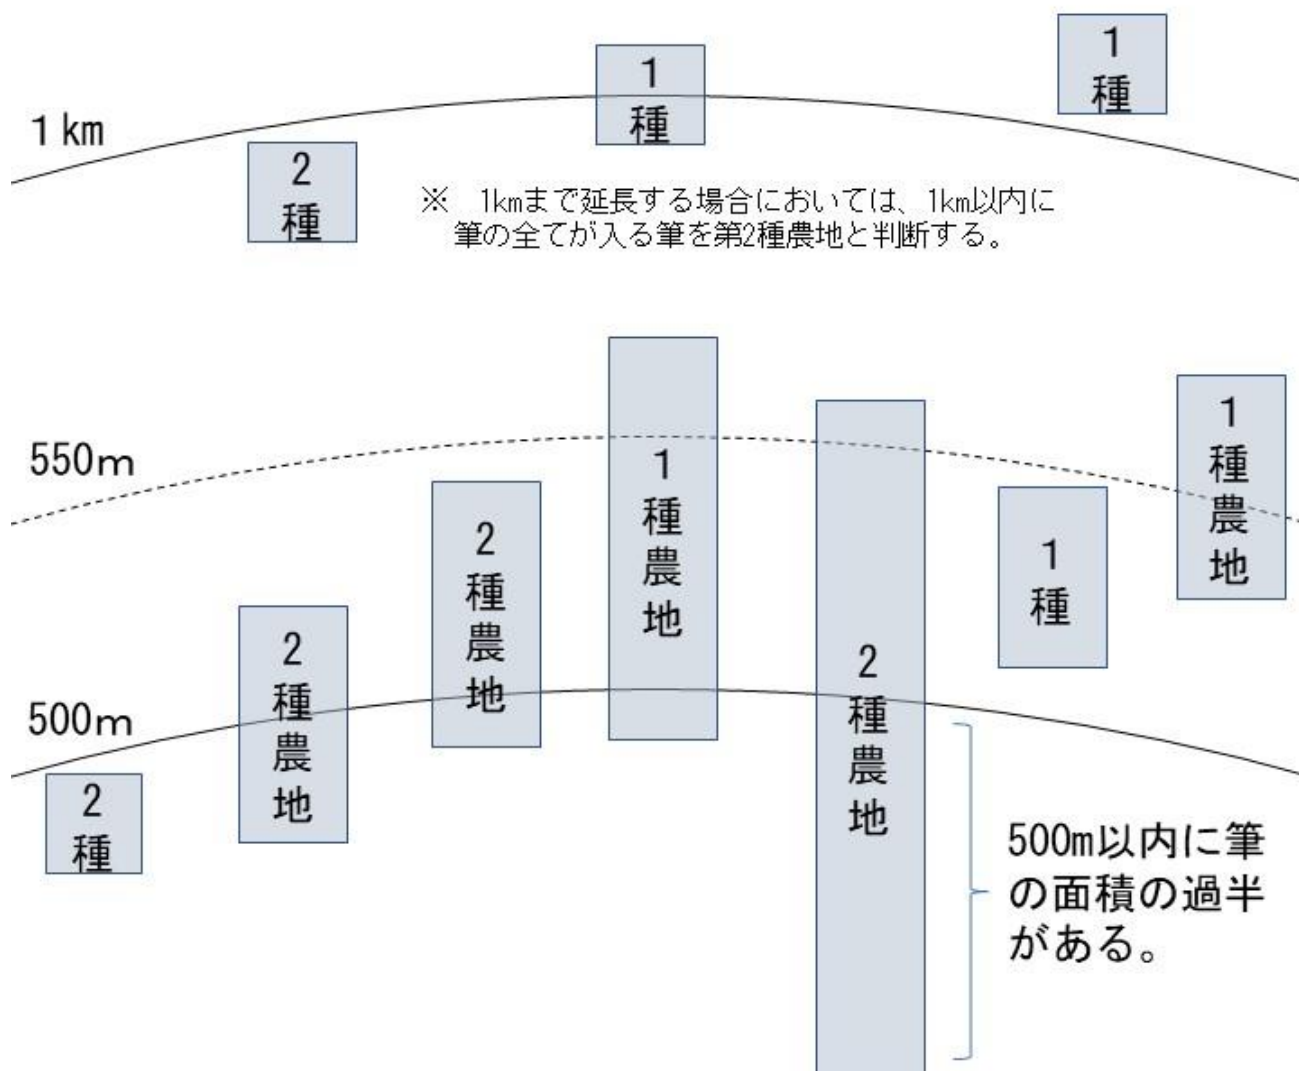 1km
2種
1種
1種
※ 1kmまで延長する場合においては、1km以内に
筆の全てが入る筆を第2種農地と判断する。
550m
500m
2種
2種農地
2種農地
1種農地
2種農地
1種
1種農地
500m以内に筆
の面積の過半
がある。